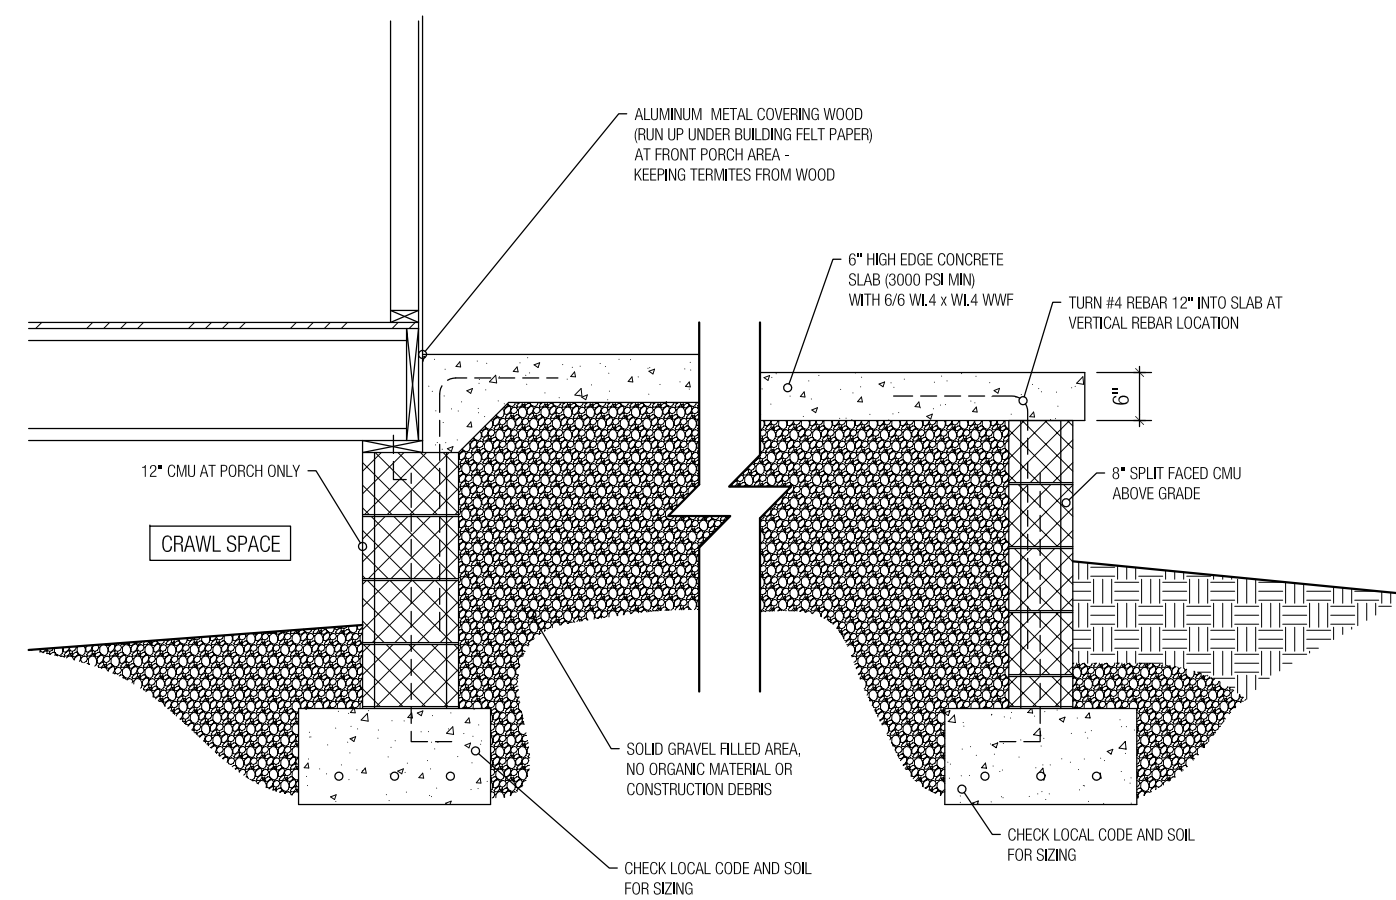 ALUMINUM METAL COVERING WOOD
(RUN UP UNDER BUILDING FELT PAPER)
AT FRONT PORCH AREA -
KEEPING TERMITES FROM WOOD
6" HIGH EDGE CONCRETE
SLAB (3000 PSI MIN)
WITH 6/6 WI.4 x WI.4 WWF
TURN #4 REBAR 12" INTO SLAB AT
VERTICAL REBAR LOCATION
6"
12" CMU AT PORCH ONLY
8" SPLIT FACED CMU
ABOVE GRADE
CRAWL SPACE
SOLID GRAVEL FILLED AREA,
NO ORGANIC MATERIAL OR
CONSTRUCTION DEBRIS
CHECK LOCAL CODE AND SOIL
FOR SIZING
CHECK LOCAL CODE AND SOIL
FOR SIZING